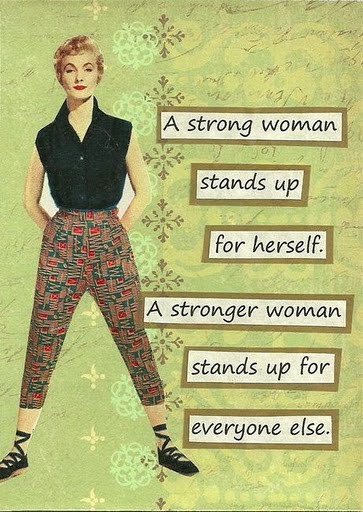 A strong woman
stands up
for herself.
A stronger woman
stands up for
everyone else.